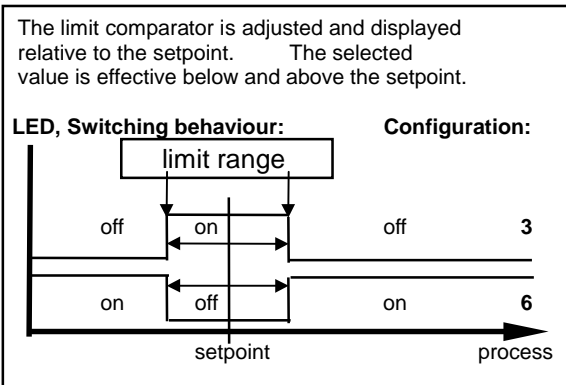 The limit comparator is adjusted and displayed
relative to the setpoint. The selected
value is effective below and above the setpoint.
LED, Switching behaviour: Configuration:
limit range
off on off 3
on off on 6
setpoint process